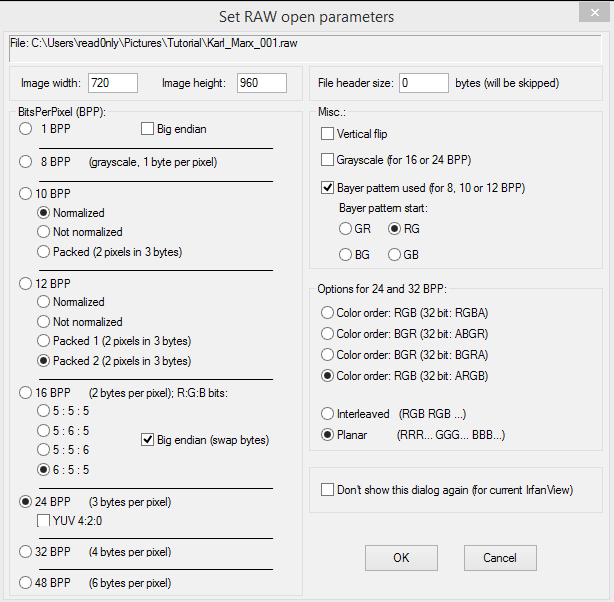 Set RAW open parameters
File: C:\Users\read0nly\Pictures\Tutorial\Karl_Marx_001.raw
Image width: 720 Image height: 960
File header size: 0 bytes (will be skipped)
BitsPerPixel (BPP):
1 BPP Big endian
8 BPP (grayscale, 1 byte per pixel)
10 BPP
Normalized
Not normalized
Packed (2 pixels in 3 bytes)
12 BPP
Normalized
Not normalized
Packed 1 (2 pixels in 3 bytes)
Packed 2 (2 pixels in 3 bytes)
16 BPP (2 bytes per pixel); R:G:B bits:
5 : 5 : 5
5 : 6 : 5
5 : 5 : 6
6 : 5 : 5
Big endian (swap bytes)
24 BPP (3 bytes per pixel)
YUV 4:2:0
32 BPP (4 bytes per pixel)
48 BPP (6 bytes per pixel)
Misc.:
Vertical flip
Grayscale (for 16 or 24 BPP)
Bayer pattern used (for 8, 10 or 12 BPP)
Bayer pattern start:
GR RG
BG GB
Options for 24 and 32 BPP:
Color order: RGB (32 bit: RGBA)
Color order: BGR (32 bit: ABGR)
Color order: BGR (32 bit: BGRA)
Color order: RGB (32 bit: ARGB)
Interleaved (RGB RGB ...)
Planar (RRR... GGG... BBB...)
Don't show this dialog again (for current IrfanView)
OK Cancel